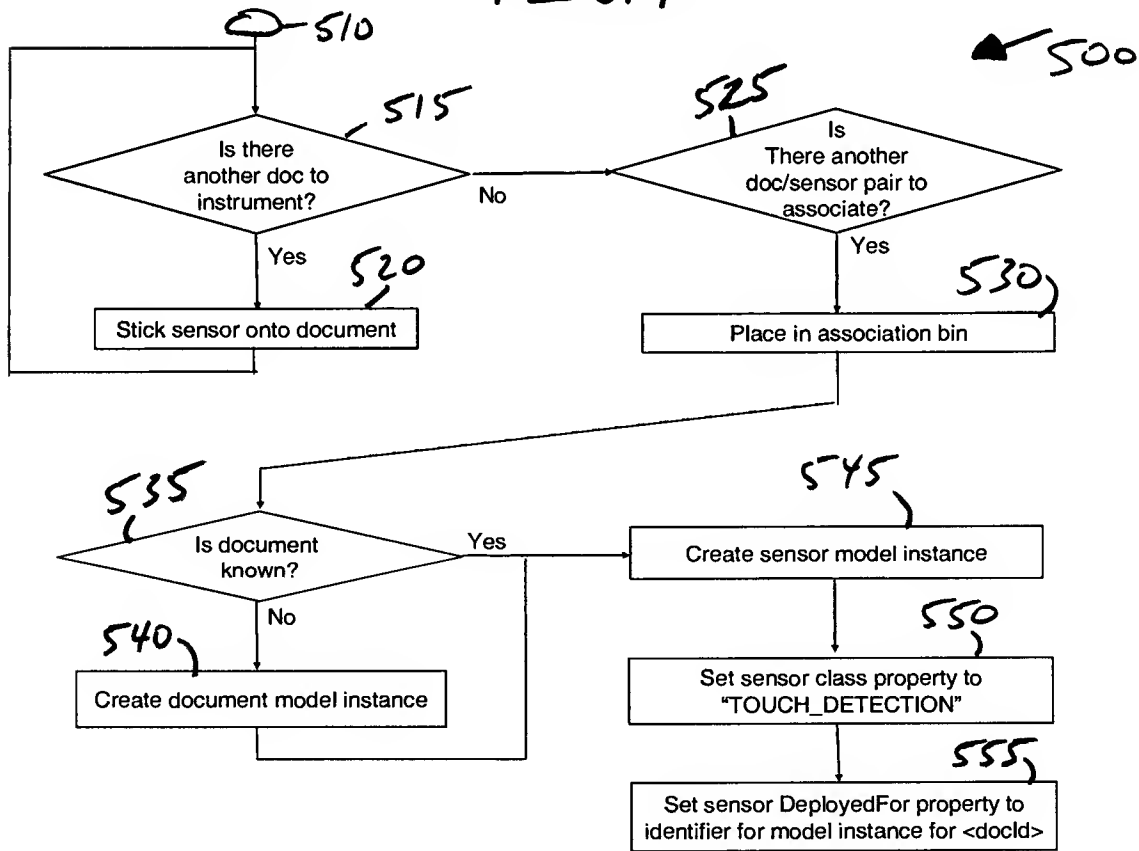 510
500
515
525
Is there
another doc to
instrument?
No
Is
There another
doc/sensor pair to
associate?
Yes
520
Yes
530
Stick sensor onto document
Place in association bin
535
545
Is document
known?
Yes
Create sensor model instance
No
540
550
Create document model instance
Set sensor class property to
"TOUCH_DETECTION"
555
Set sensor DeployedFor property to
identifier for model instance for <docId>